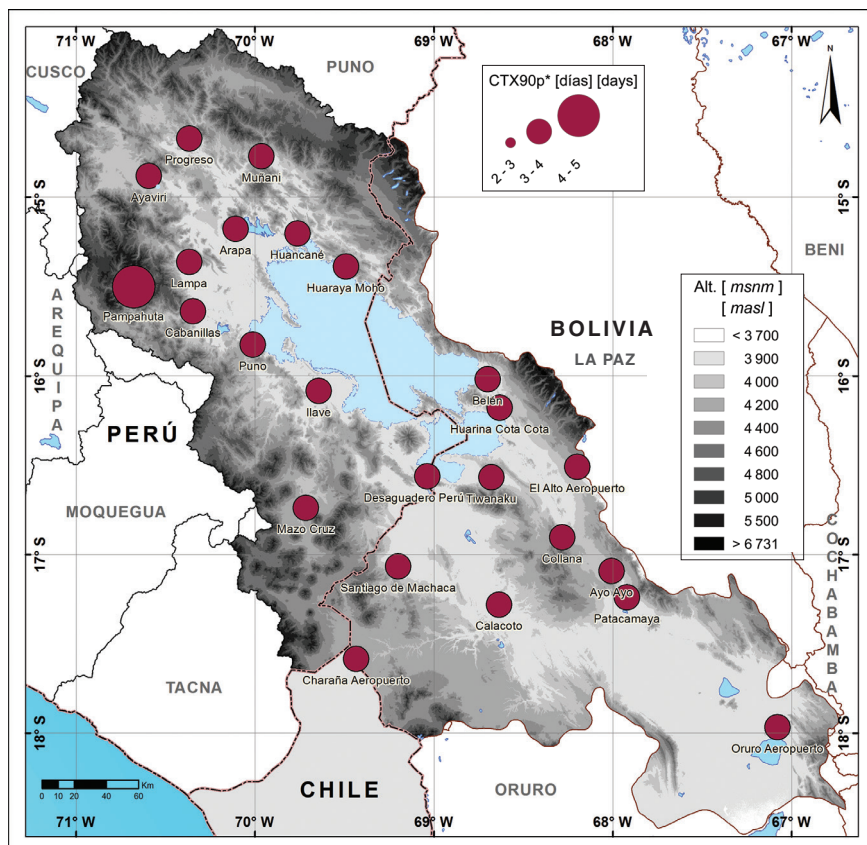 71° W 70° W 69° W 68° W 67° W
CUSCO
PUNO
CTX90p* [días] [days]
2 - 3
3 - 4
4 - 5
N
Progreso
Muñani
Ayaviri
15° S
15° S
Arapa
Huancané
BENI
Lampa
Huaraya Moho
Pampahuta
Cabanillas
AREQUIPA
Alt. [ msnm ]
[ masl ]
< 3 700
3 900
4 000
4 200
4 400
4 600
4 800
5 000
5 500
> 6 731
BOLIVIA
LA PAZ
Puno
16° S
16° S
Belén
Ilave
Huarina Cota Cota
PERÚ
El Alto Aeropuerto
Desaguadero Perú
Tiwanaku
MOQUEGUA
Mazo Cruz
Collana
17° S
17° S
COCHABAMBA
Santiago de Machaca
Ayo Ayo
Patacamaya
Calacoto
Charaña Aeropuerto
TACNA
18° S
18° S
Oruro Aeropuerto
Km
0 10 20 40 60
CHILE
ORURO
71° W 70° W 69° W 68° W 67° W